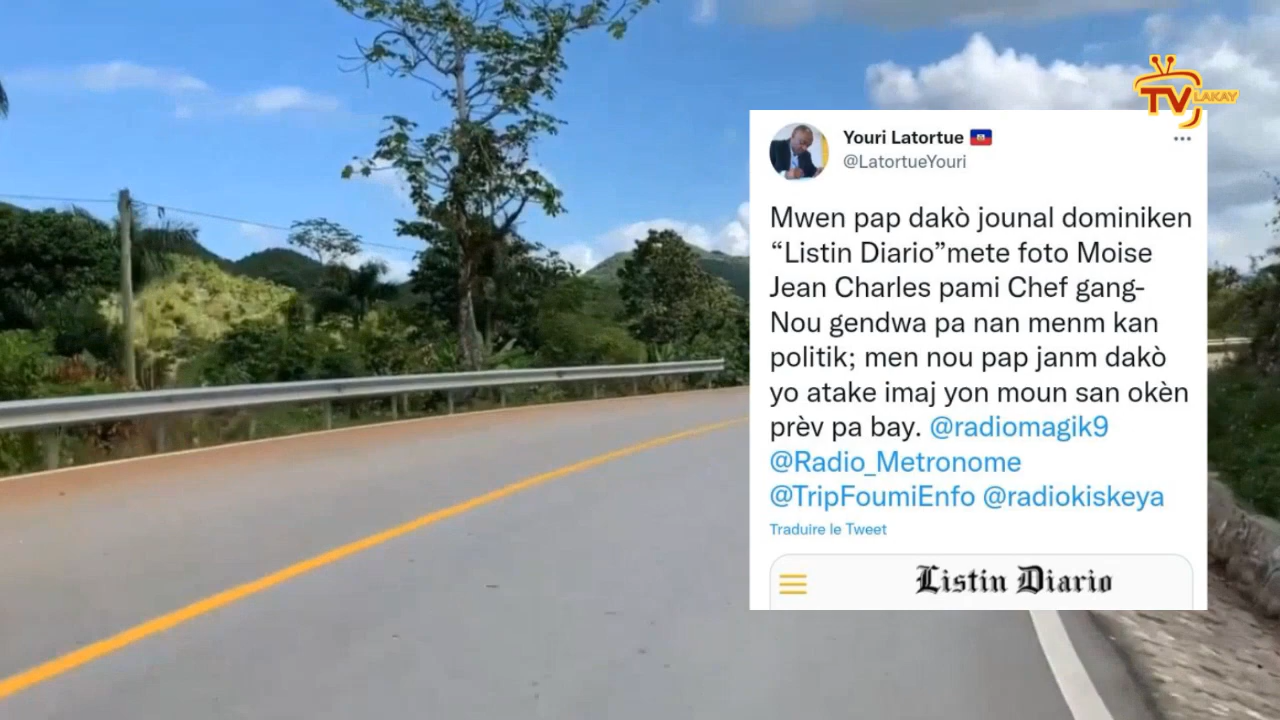 TV LAKAY
Youri Latortue
@LatortueYouri
Mwen pap dakò jounal dominiken
“Listin Diario”mete foto Moise
Jean Charles pami Chef gang-
Nou gendwa pa nan menm kan
politik; men nou pap janm dakò
yo atake imaj yon moun san okèn
prèv pa bay. @radiomagik9
@Radio_Metronome
@TripFoumiEnfo @radiokiskeya
Traduire le Tweet
Listin Diario